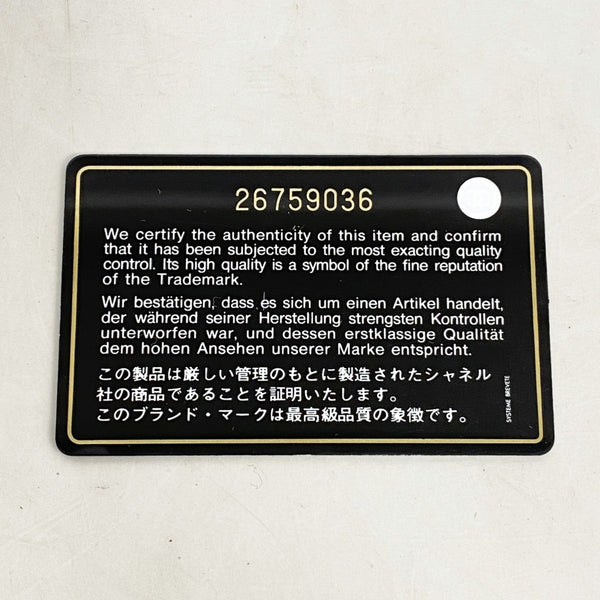 26759036
We certify the authenticity of this item and confirm
that it has been subjected to the most exacting quality
control. Its high quality is a symbol of the fine reputation
of the Trademark.
Wir bestätigen, dass es sich um einen Artikel handelt,
der während seiner Herstellung strengsten Kontrollen
unterworfen war, und dessen erstklassige Qualität
dem hohen Ansehen unserer Marke entspricht.
この製品は厳しい管理のもとに製造されたシャネル
社の商品であることを証明いたします。
このブランド・マークは最高級品質の象徴です。
SYSTEME BREVETE